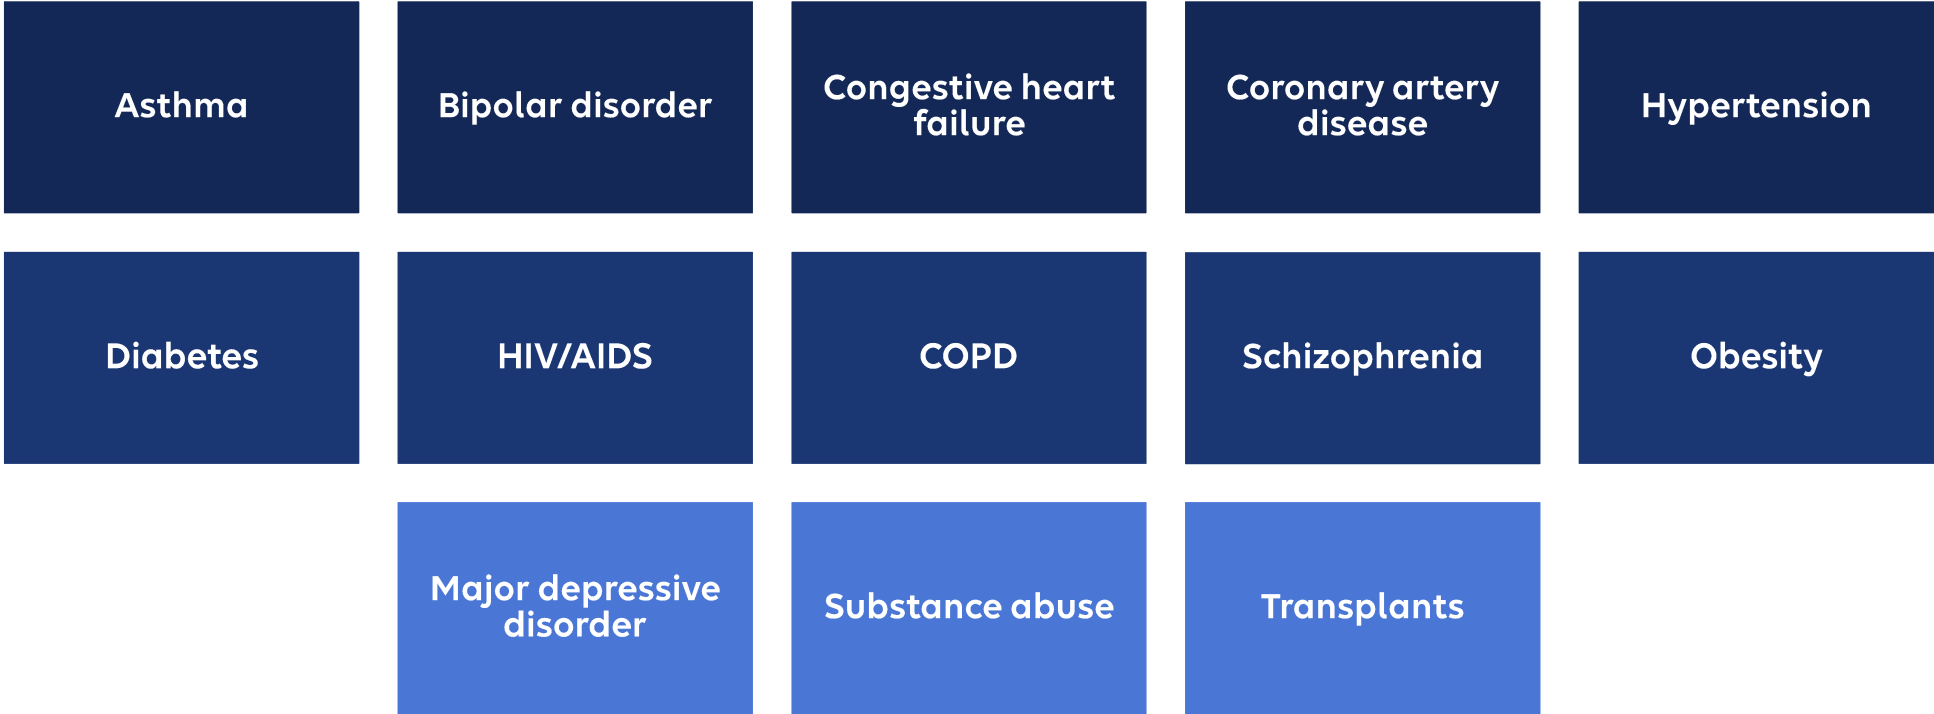 Asthma
Bipolar disorder
Congestive heart
failure
Coronary artery
disease
Hypertension
Diabetes
HIV/AIDS
COPD
Schizophrenia
Obesity
Major depressive
disorder
Substance abuse
Transplants